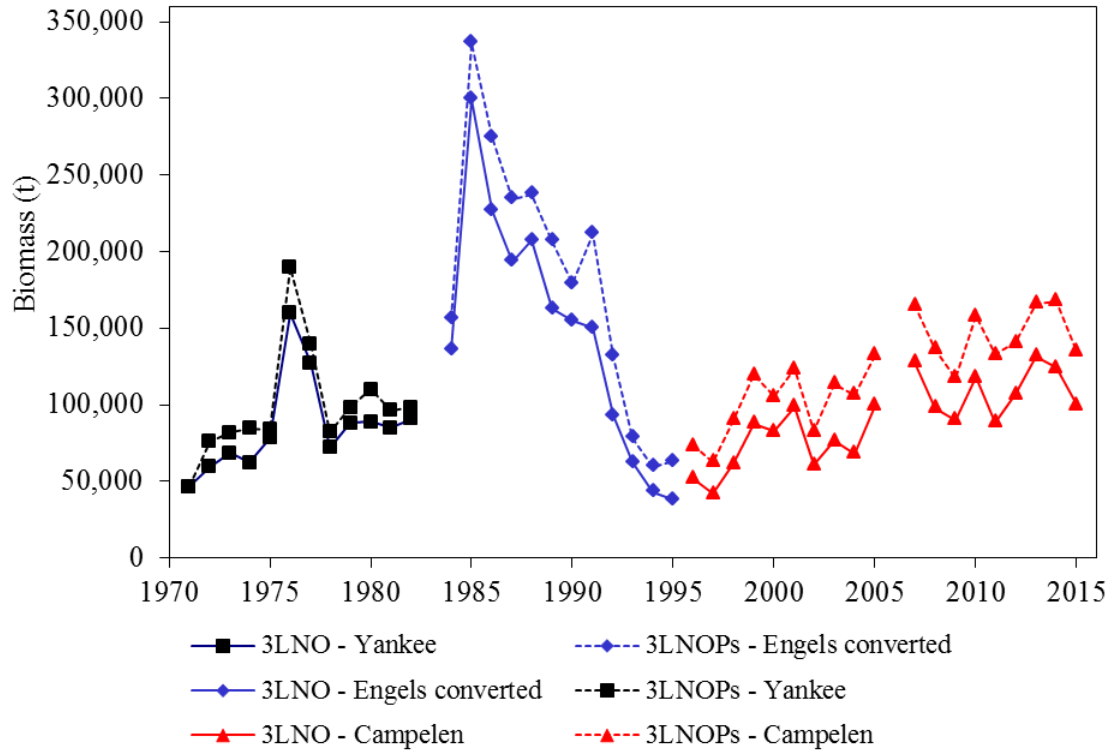 350,000
300,000
250,000
200,000
150,000
100,000
50,000
0
Biomass (t)
1970 1975 1980 1985 1990 1995 2000 2005 2010 2015
3LNO - Yankee 3LNOPs - Engels converted
3LNO - Engels converted 3LNOPs - Yankee
3LNO - Campelen 3LNOPs - Campelen